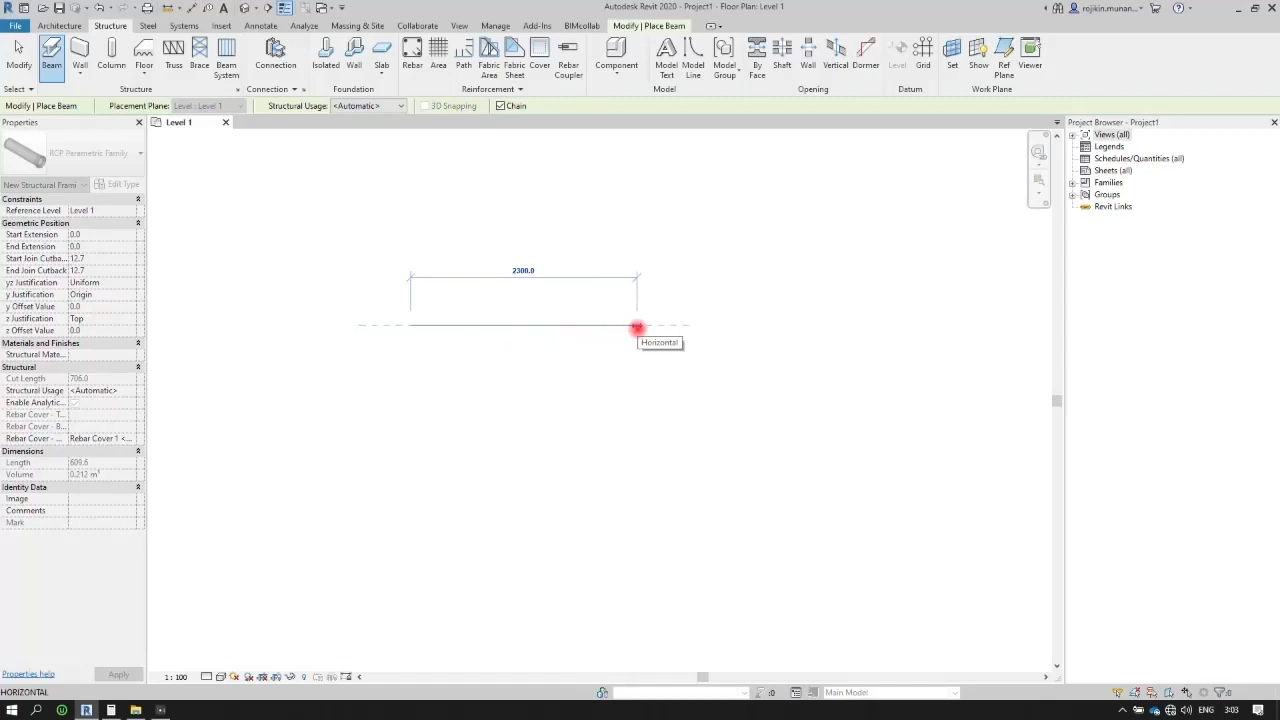 Autodesk Revit 2020 - Project1 - Floor Plan: Level 1
rojikin.munan...
File Architecture Structure Steel Systems Insert Annotate Analyze Massing & Site Collaborate View Manage Add-Ins BIMcollab Modify | Place Beam
Modify Beam Wall Column Floor Truss Brace Beam System Connection Isolated Wall Slab Rebar Area Path Fabric Area Fabric Sheet Cover Rebar Coupler Component Model Text Model Line Model Group By Face Shaft Wall Vertical Dormer Level Grid Set Show Ref Plane Viewer
Select Structure Connection Foundation Reinforcement Model Opening Datum Work Plane
Modify | Place Beam Placement Plane: Level : Level 1 Structural Usage: <Automatic> 3D Snapping Chain
Properties
Level 1
Project Browser - Project1
RCP Parametric Family
New Structural Frami
Edit Type
Constraints
Reference Level Level 1
Geometric Position
Start Extension 0.0
End Extension 0.0
Start Join Cutba... 12.7
End Join Cutback 12.7
yz Justification Uniform
y Justification Origin
y Offset Value 0.0
z Justification Top
z Offset Value 0.0
Materials and Finishes
Structural Mate...
Structural
Cut Length 706.0
Structural Usage <Automatic>
Enable Analytic...
Rebar Cover - T...
Rebar Cover - B...
Rebar Cover - ... Rebar Cover 1 <...
Dimensions
Length 609.6
Volume 0.212 m³
Identity Data
Image
Comments
Mark
Properties help
Apply
2300.0
Horizontal
Views (all)
Legends
Schedules/Quantities (all)
Sheets (all)
Families
Groups
Revit Links
1 : 100
HORIZONTAL
:0
Main Model
:0
ENG 3:03